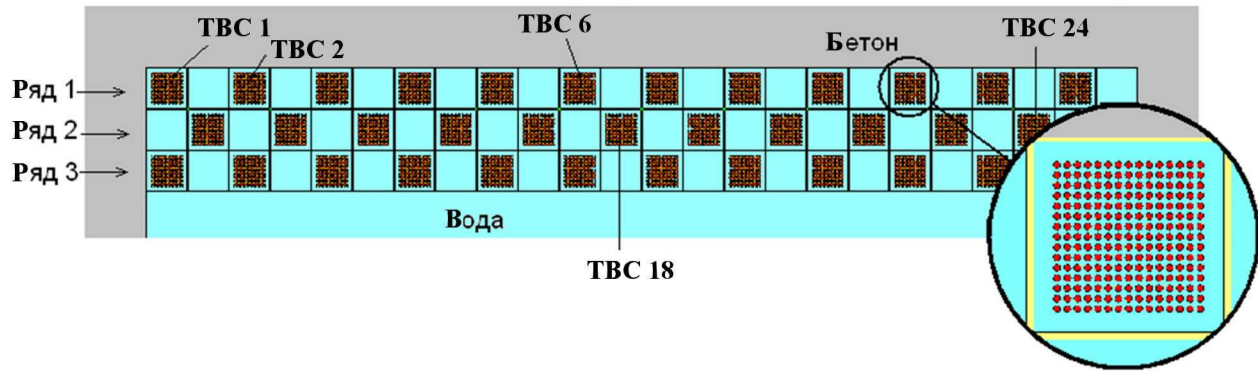 ТВС 1
ТВС 2
ТВС 6
Бетон
ТВС 24
Ряд 1
Ряд 2
Ряд 3
Вода
ТВС 18